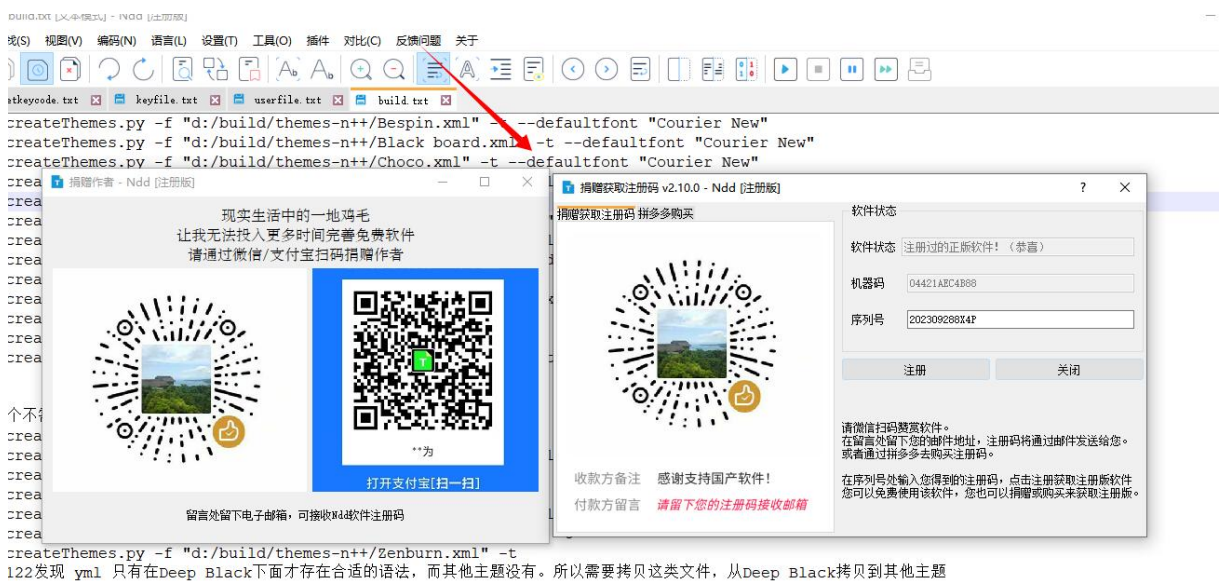 build.txt [文本模式] - Ndd [注册版]
找(S) 视图(V) 编码(N) 语言(L) 设置(T) 工具(O) 插件 对比(C) 反馈问题 关于
etkeycode.txt keyfile.txt userfile.txt build.txt
createThemes.py -f "d:/build/themes-n++/Bespin.xml" -t --defaultfont "Courier New"
createThemes.py -f "d:/build/themes-n++/Black board.xml" -t --defaultfont "Courier New"
createThemes.py -f "d:/build/themes-n++/Choco.xml" -t --defaultfont "Courier New"
crea
crea
crea
crea
crea
crea
crea
crea
crea
crea
捐赠作者 - Ndd [注册版]
现实生活中的一地鸡毛
让我无法投入更多时间完善免费软件
请通过微信/支付宝扫码捐赠作者
**为
打开支付宝[扫一扫]
留言处留下电子邮箱，可接收Ndd软件注册码
捐赠获取注册码 v2.10.0 - Ndd [注册版]
捐赠获取注册码 拼多多购买
收款方备注 感谢支持国产软件！
付款方留言 请留下您的注册码接收邮箱
软件状态
软件状态 注册过的正版软件！（恭喜）
机器码 04421AEC4B88
序列号 202309288X4P
注册 关闭
请微信扫码赞赏软件。
在留言处留下您的邮件地址，注册码将通过邮件发送给您。
或者通过拼多多去购买注册码。
在序列号处输入您得到的注册码，点击注册获取注册版软件
您可以免费使用该软件，您也可以捐赠或购买来获取注册版。
个不
crea
crea
crea
crea
crea
crea
createThemes.py -f "d:/build/themes-n++/Zenburn.xml" -t
122发现 yml 只有在Deep Black下面才存在合适的语法，而其他主题没有。所以需要拷贝这类文件，从Deep Black拷贝到其他主题